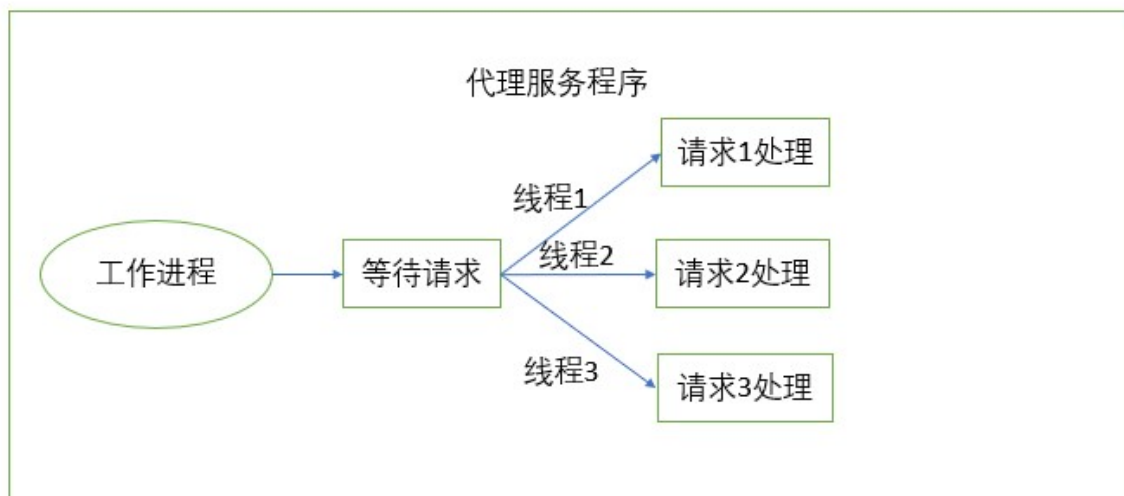 代理服务程序
请求1处理
线程1
工作进程
等待请求
线程2
请求2处理
线程3
请求3处理